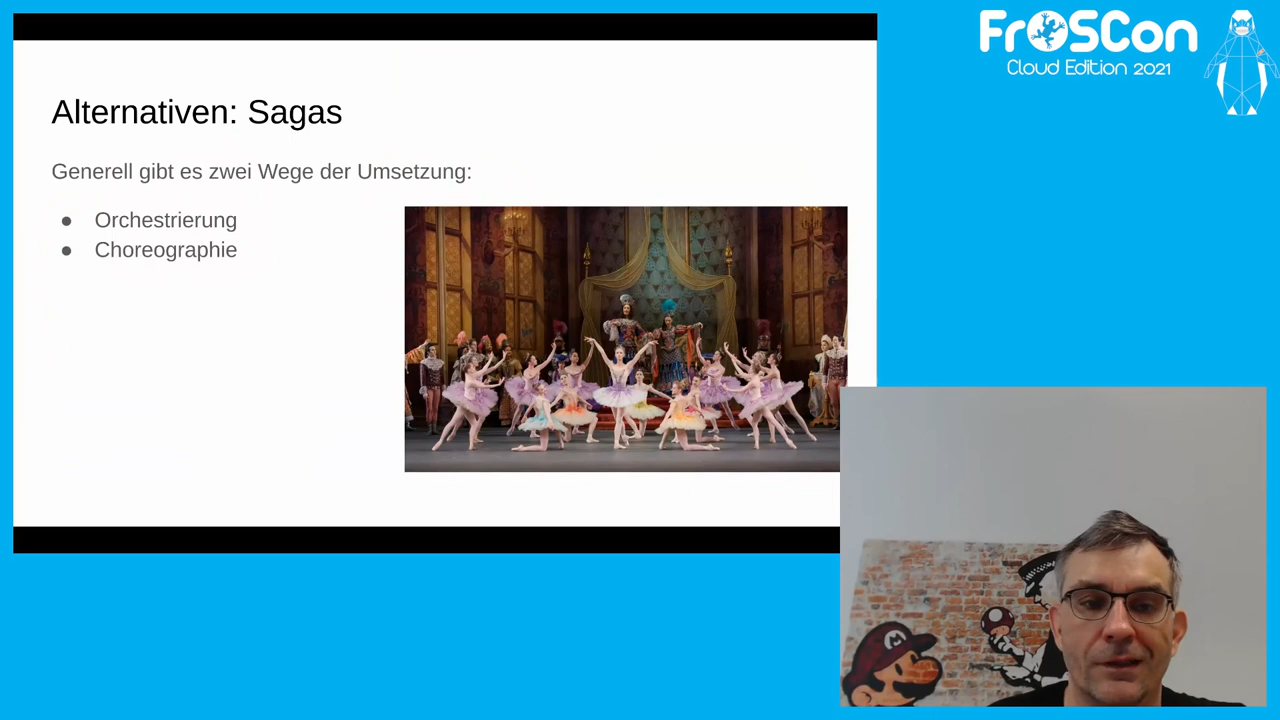 FrOSCon
Cloud Edition 2021
Alternativen: Sagas
Generell gibt es zwei Wege der Umsetzung:
● Orchestrierung
● Choreographie
M